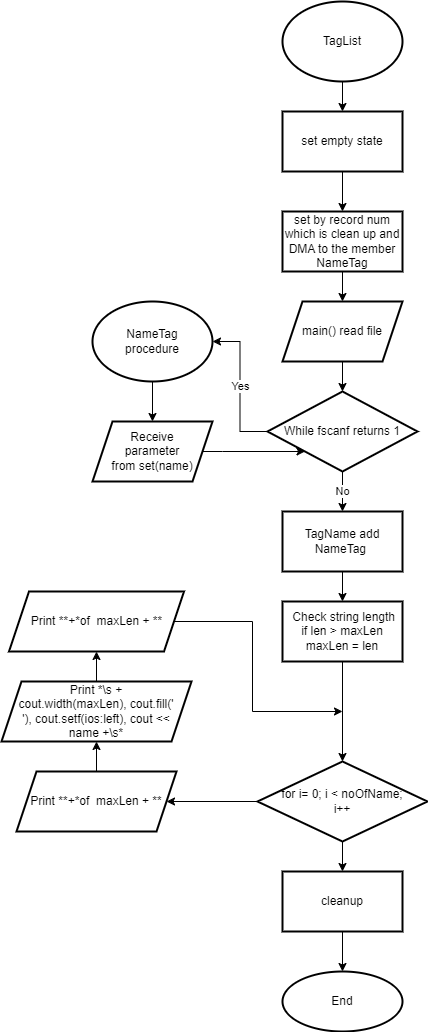 TagList
set empty state
set by record num
which is clean up and
DMA to the member
NameTag
main() read file
NameTag
procedure
Yes
Receive
parameter
from set(name)
While fscanf returns 1
No
TagName add
NameTag
Check string length
if len > maxLen
maxLen = len
Print **+*of  maxLen + **
Print *\s +
cout.width(maxLen), cout.fill('
'), cout.setf(ios:left), cout <<
name +\s*
Print **+*of  maxLen + **
for i= 0; i < noOfName;
i++
cleanup
End